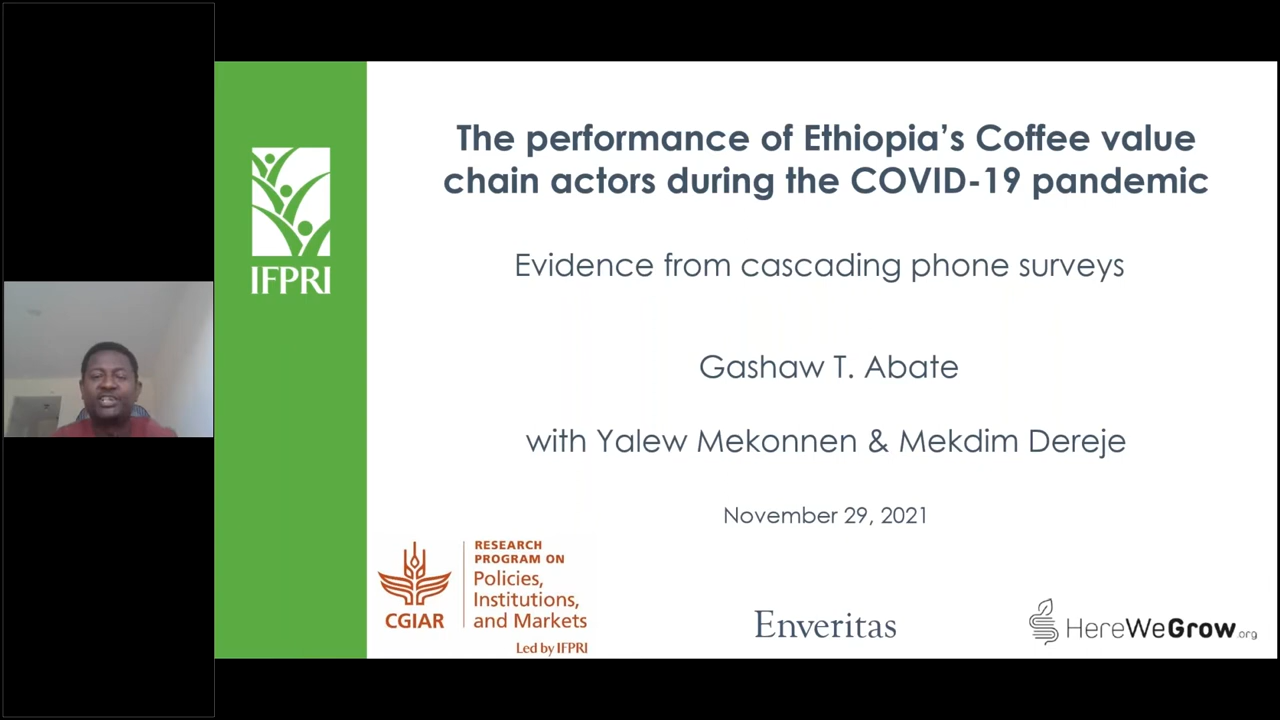 The performance of Ethiopia's Coffee value
chain actors during the COVID-19 pandemic
IFPRI
Evidence from cascading phone surveys
Gashaw T. Abate
with Yalew Mekonnen & Mekdim Dereje
November 29, 2021
CGIAR
RESEARCH
PROGRAM ON
Policies,
Institutions,
and Markets
Led by IFPRI
Enveritas
HereWeGrow.org